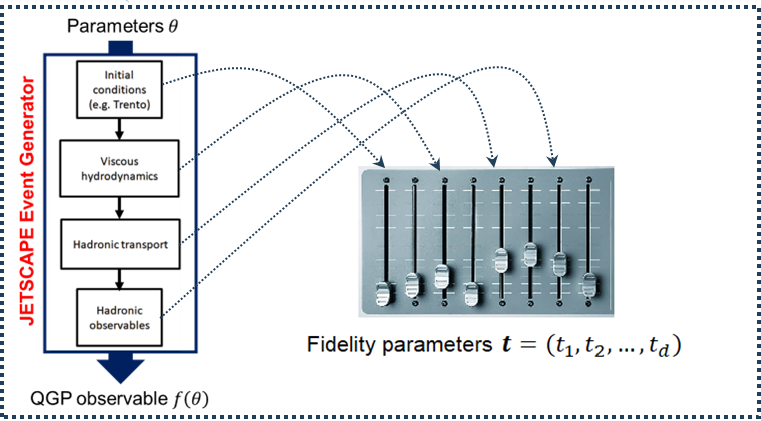 Parameters θ
JETSCAPE Event Generator
Initial
conditions
(e.g. Trento)
Viscous
hydrodynamics
Hadronic transport
Hadronic
observables
QGP observable f(θ)
Fidelity parameters t = (t₁, t₂, ..., t_d)